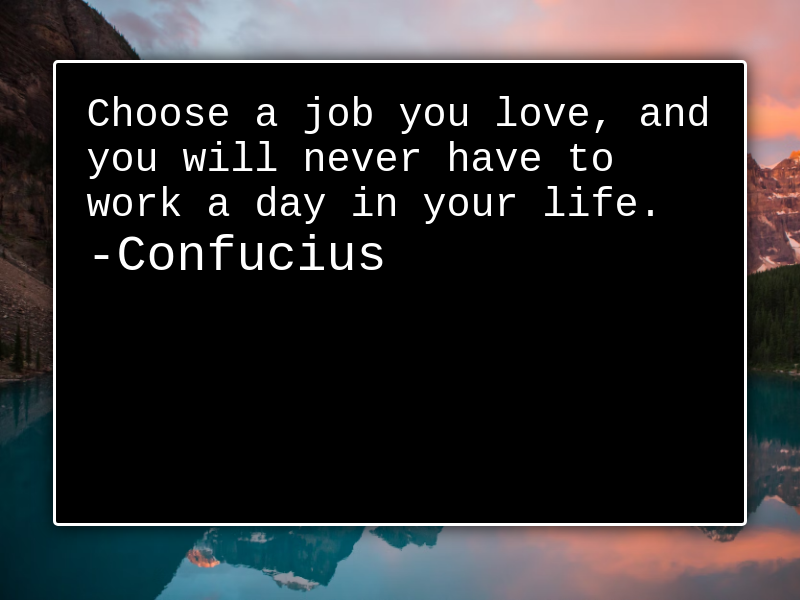 Choose a job you love, and
you will never have to
work a day in your life.
-Confucius